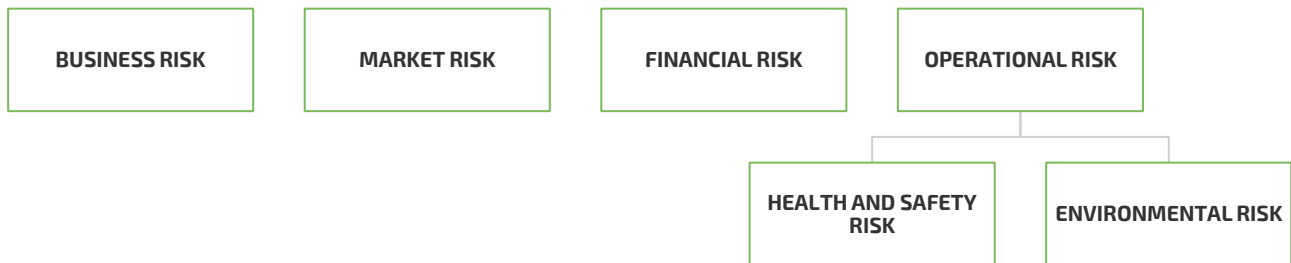 BUSINESS RISK
MARKET RISK
FINANCIAL RISK
OPERATIONAL RISK
HEALTH AND SAFETY
RISK
ENVIRONMENTAL RISK